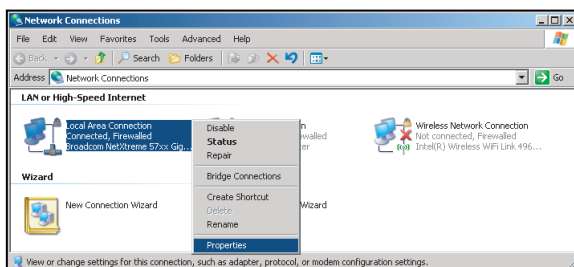 Network Connections
File Edit View Favorites Tools Advanced Help
Back Search Folders
Address Network Connections Go
LAN or High-Speed Internet
Local Area Connection
Connected, Firewalled
Broadcom NetXtreme 57xx Gig...
Disable
Status
Repair
Bridge Connections
Create Shortcut
Delete
Rename
Properties
n
ewalled
ter
Wireless Network Connection
Not connected, Firewalled
Intel(R) Wireless WiFi Link 496...
Wizard
New Connection Wizard
Wizard
View or change settings for this connection, such as adapter, protocol, or modem configuration settings.